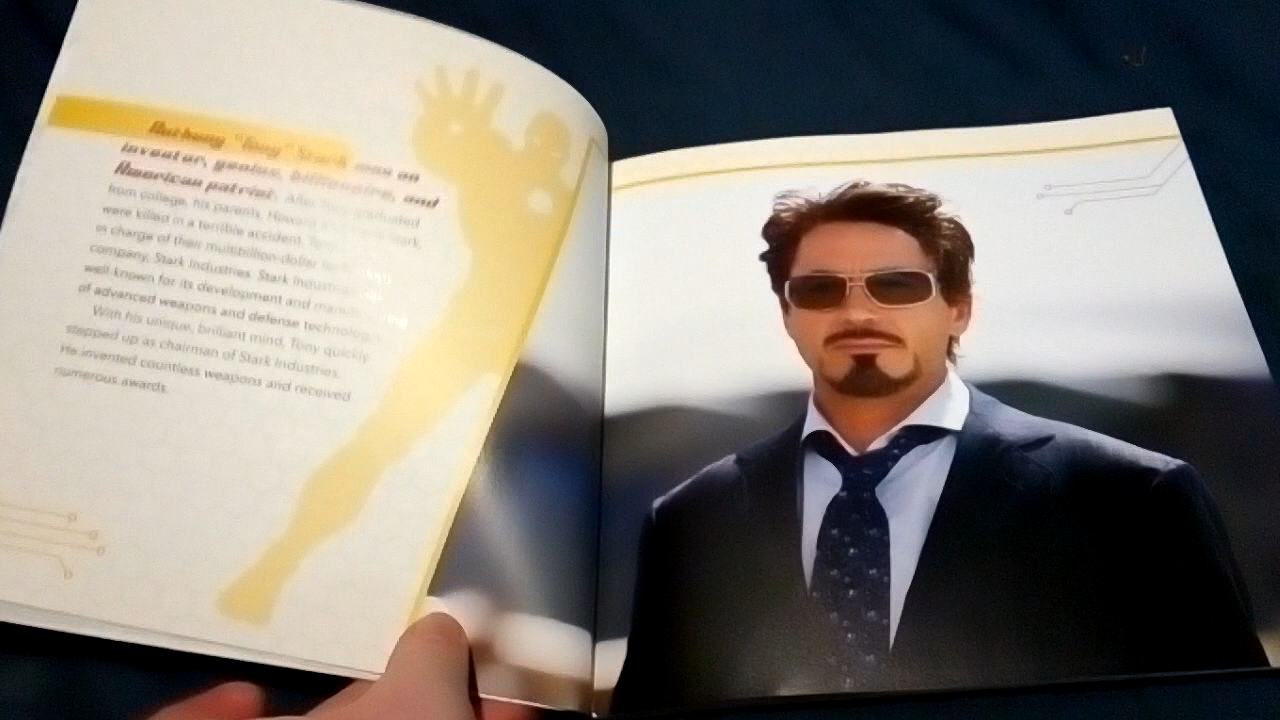 Anthony "Tony" Stark was an
inventor, genius, billionaire, and
American patriot. After Tony graduated
from college, his parents, Howard
were killed in a terrible accident. Tony
in charge of their multibillion-dollar
company, Stark Industries. Stark Industries
well known for its development and
of advanced weapons and defense technology.
With his unique, brilliant mind, Tony quickly
stepped up as chairman of Stark Industries.
He invented countless weapons and received
numerous awards.